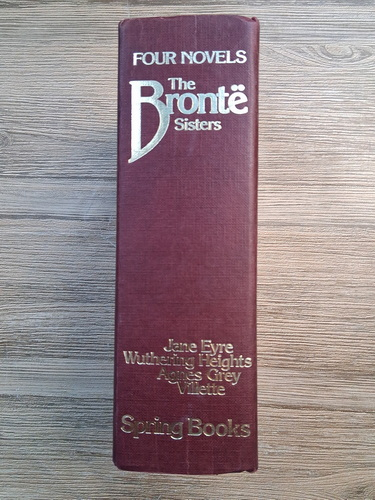 FOUR NOVELS
The
Brontë
Sisters
Jane Eyre
Wuthering Heights
Agnes Grey
Villette
Spring Books